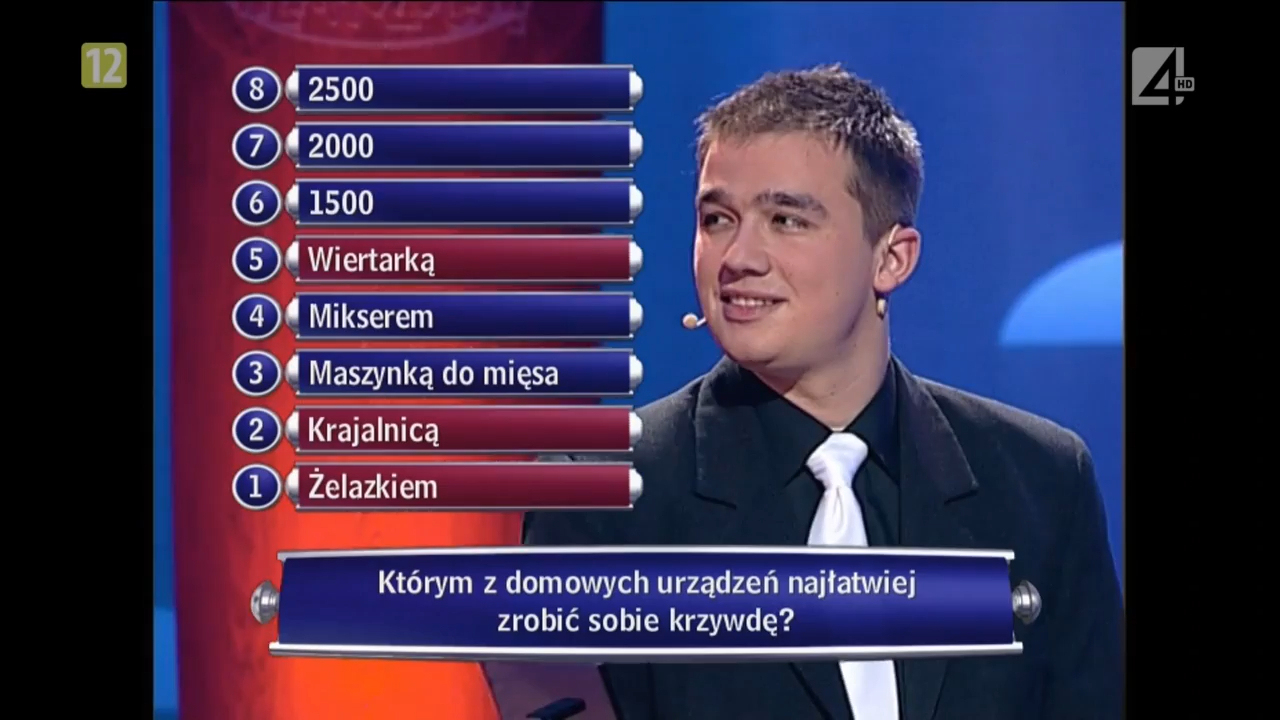 12
4 HD
8 2500
7 2000
6 1500
5 Wiertarką
4 Mikserem
3 Maszynką do mięsa
2 Krajalnicą
1 Żelazkiem
Którym z domowych urządzeń najłatwiej
zrobić sobie krzywdę?